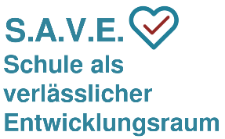 S.A.V.E.
Schule als
verlässlicher
Entwicklungsraum